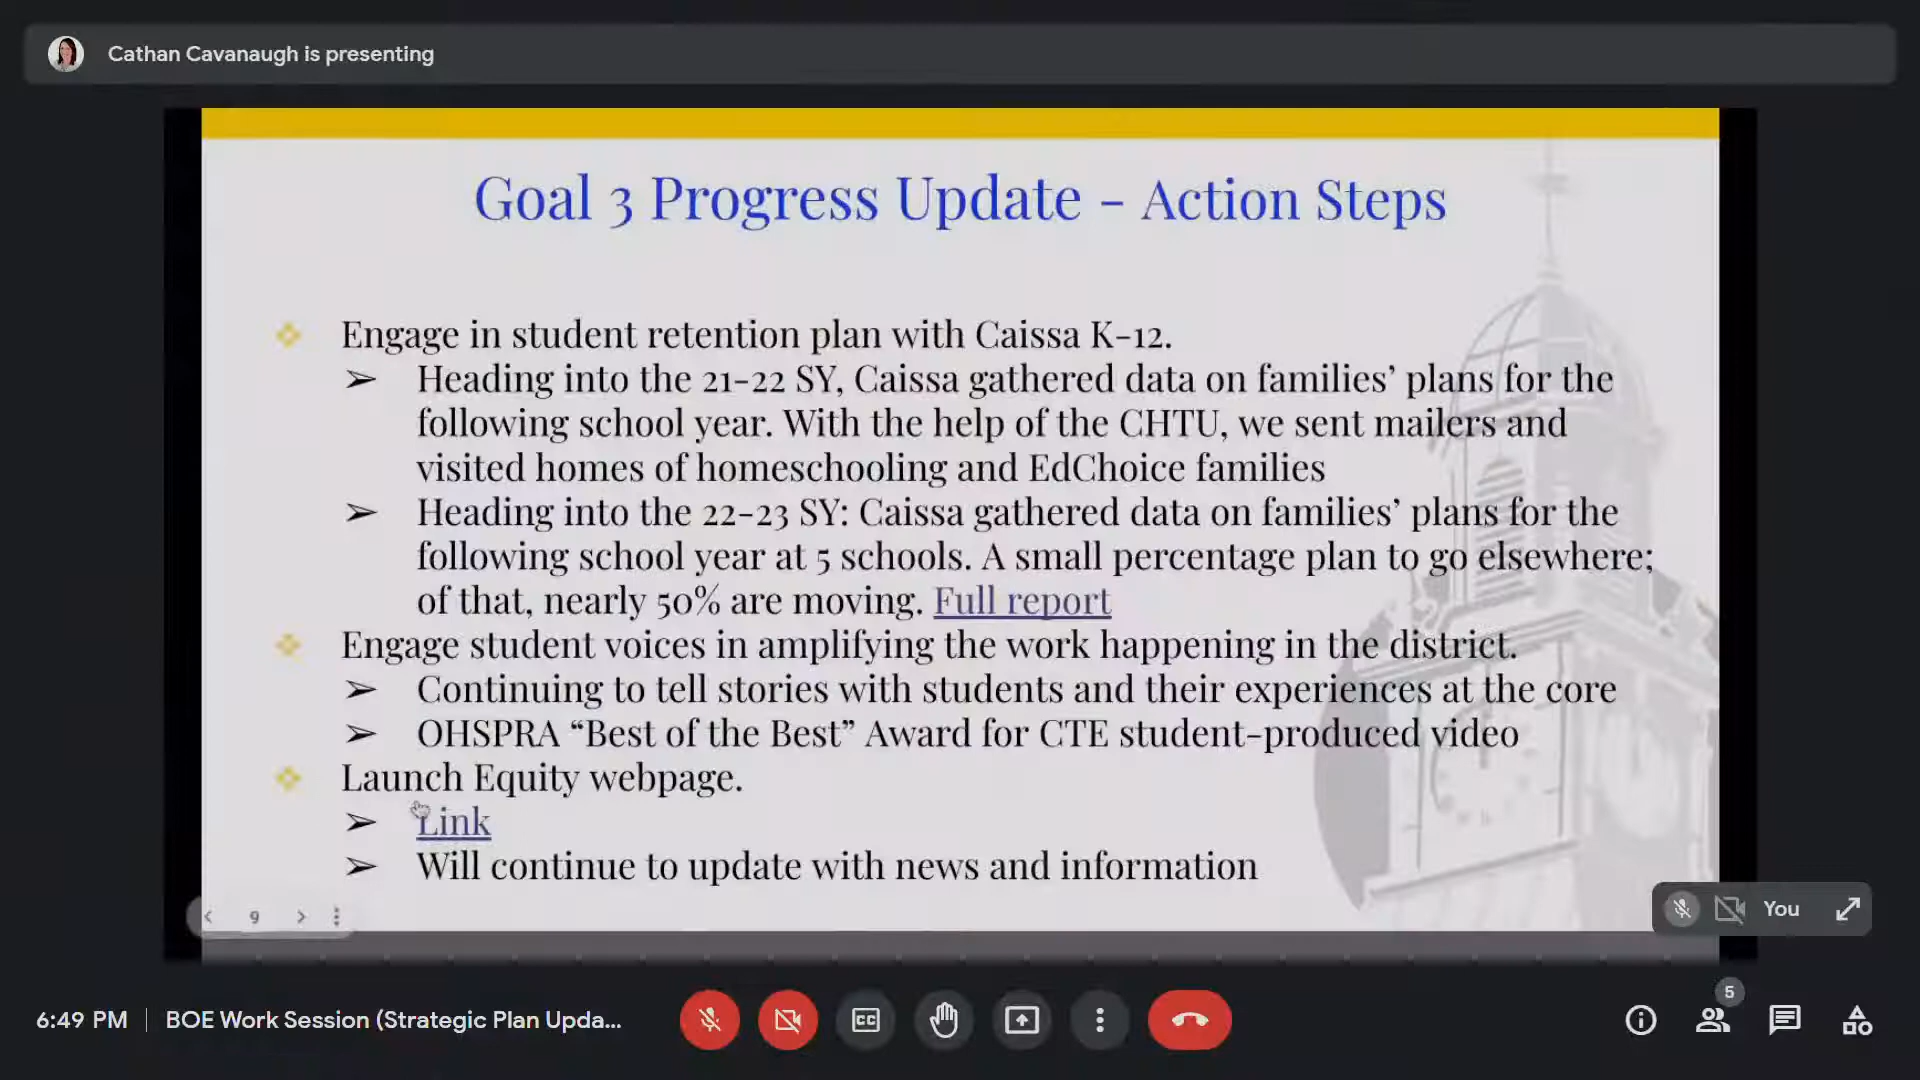 Cathan Cavanaugh is presenting
Goal 3 Progress Update - Action Steps
Engage in student retention plan with Caissa K-12.
➢ Heading into the 21-22 SY, Caissa gathered data on families’ plans for the
following school year. With the help of the CHTU, we sent mailers and
visited homes of homeschooling and EdChoice families
➢ Heading into the 22-23 SY: Caissa gathered data on families’ plans for the
following school year at 5 schools. A small percentage plan to go elsewhere;
of that, nearly 50% are moving. Full report
Engage student voices in amplifying the work happening in the district.
➢ Continuing to tell stories with students and their experiences at the core
➢ OHSPRA “Best of the Best” Award for CTE student-produced video
Launch Equity webpage.
➢ Link
➢ Will continue to update with news and information
9
You
6:49 PM | BOE Work Session (Strategic Plan Upda...
CC
5